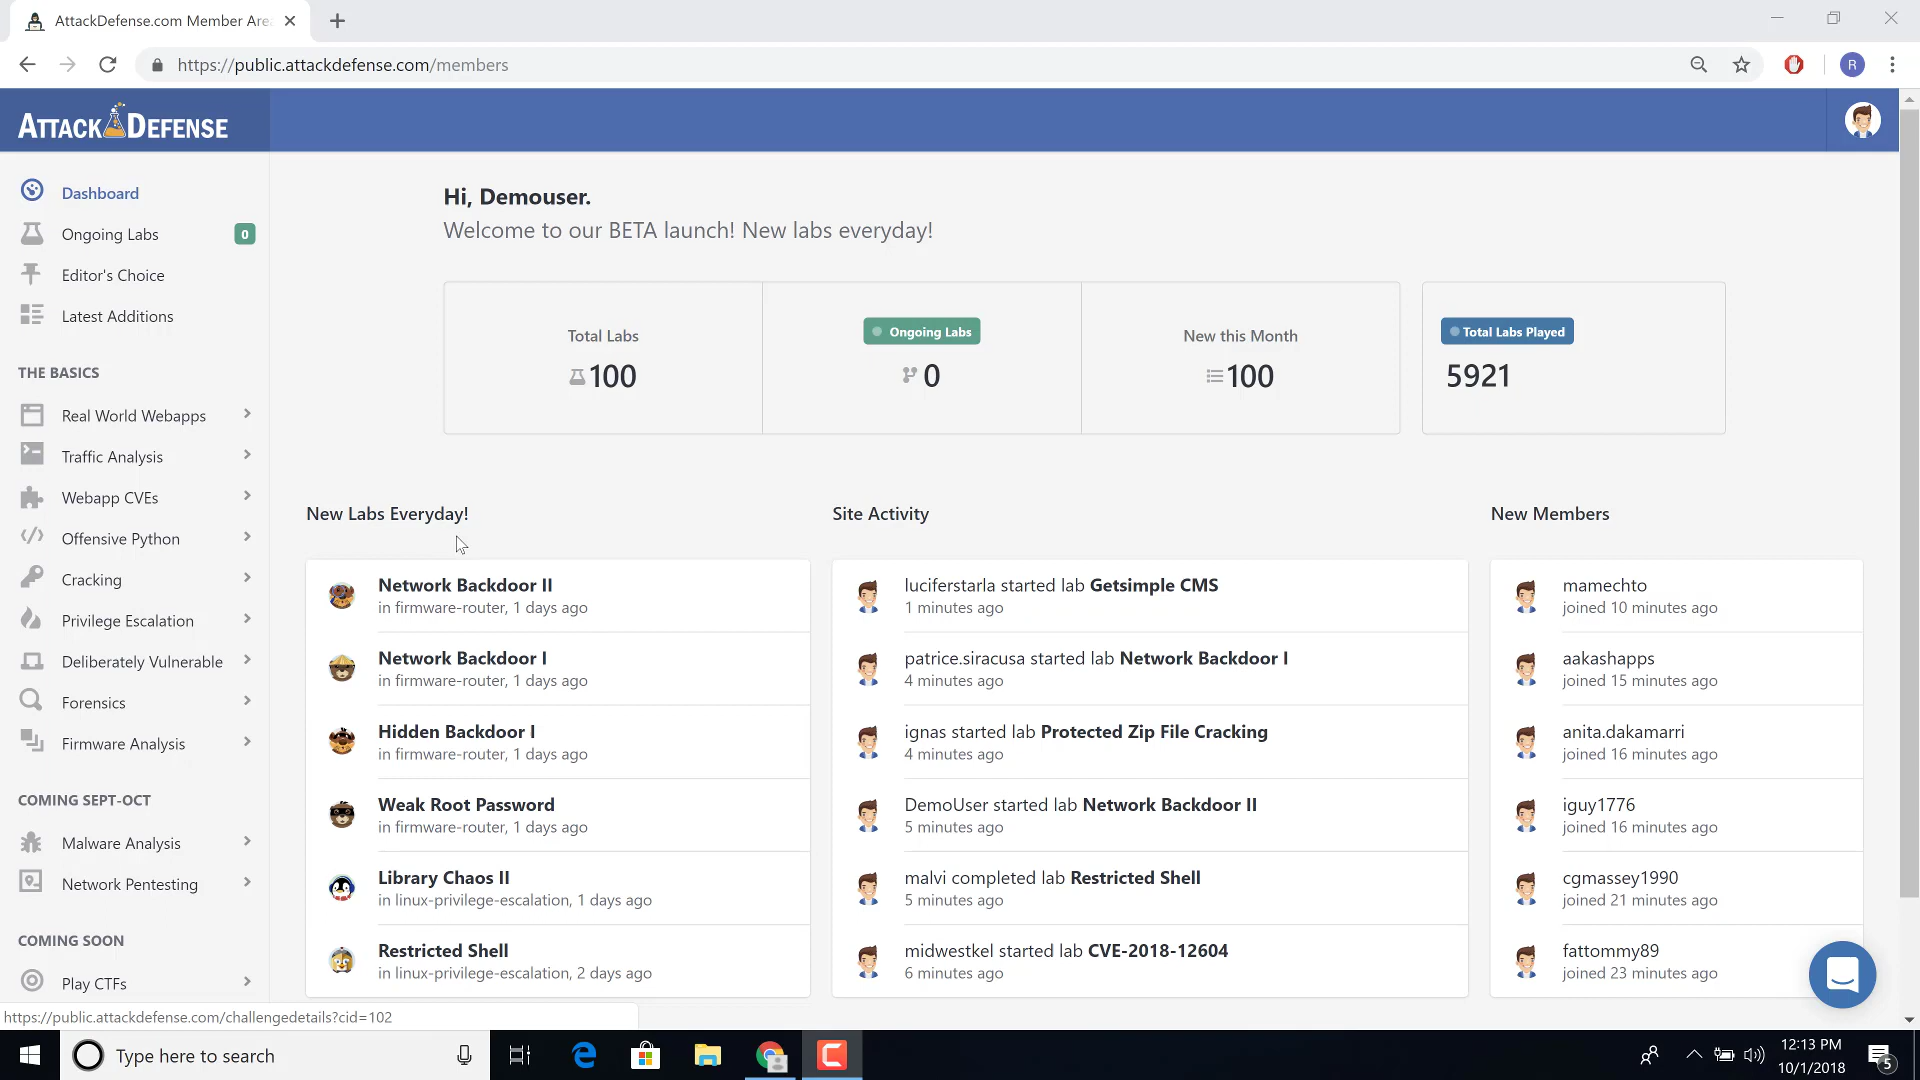 AttackDefense.com Member Area
https://public.attackdefense.com/members
R
ATTACK DEFENSE
Dashboard
Ongoing Labs 0
Editor's Choice
Latest Additions
THE BASICS
Real World Webapps
Traffic Analysis
Webapp CVEs
Offensive Python
Cracking
Privilege Escalation
Deliberately Vulnerable
Forensics
Firmware Analysis
COMING SEPT-OCT
Malware Analysis
Network Pentesting
COMING SOON
Play CTFs
Hi, Demouser.
Welcome to our BETA launch! New labs everyday!
Total Labs
100
Ongoing Labs
0
New this Month
100
Total Labs Played
5921
New Labs Everyday!
Network Backdoor II
in firmware-router, 1 days ago
Network Backdoor I
in firmware-router, 1 days ago
Hidden Backdoor I
in firmware-router, 1 days ago
Weak Root Password
in firmware-router, 1 days ago
Library Chaos II
in linux-privilege-escalation, 1 days ago
Restricted Shell
in linux-privilege-escalation, 2 days ago
Site Activity
luciferstarla started lab Getsimple CMS
1 minutes ago
patrice.siracusa started lab Network Backdoor I
4 minutes ago
ignas started lab Protected Zip File Cracking
4 minutes ago
DemoUser started lab Network Backdoor II
5 minutes ago
malvi completed lab Restricted Shell
5 minutes ago
midwestkel started lab CVE-2018-12604
6 minutes ago
New Members
mamechto
joined 10 minutes ago
aakashapps
joined 15 minutes ago
anita.dakamarri
joined 16 minutes ago
iguy1776
joined 16 minutes ago
cgmassey1990
joined 21 minutes ago
fattommy89
joined 23 minutes ago
https://public.attackdefense.com/challengedetails?cid=102
Type here to search
12:13 PM
10/1/2018
5